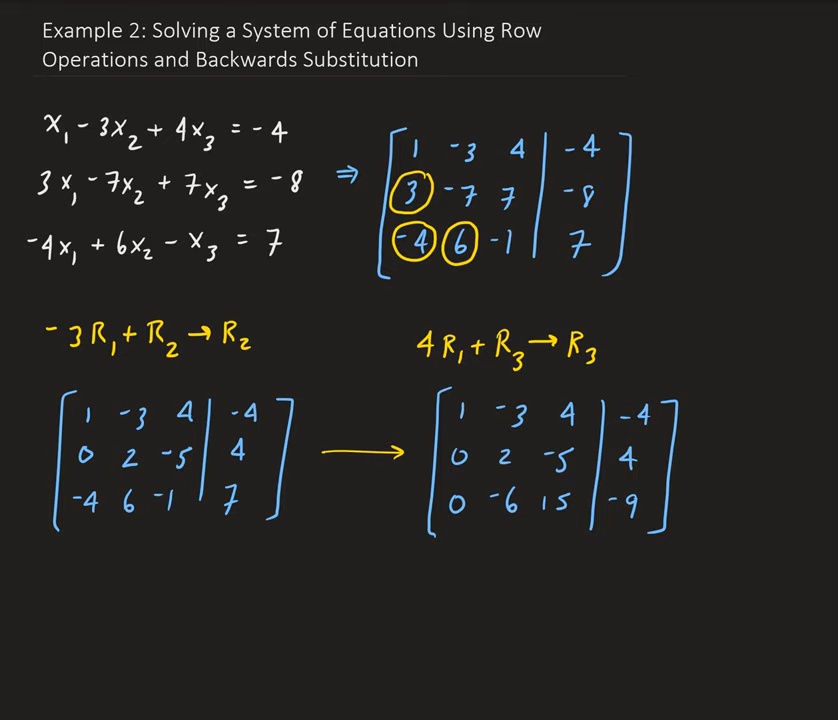 Example 2: Solving a System of Equations Using Row
Operations and Backwards Substitution
x₁ - 3x₂ + 4x₃ = -4
3x₁ - 7x₂ + 7x₃ = -8
-4x₁ + 6x₂ - x₃ = 7
⇒
1 -3 4 | -4
3 -7 7 | -8
-4 6 -1 | 7
-3R₁ + R₂ → R₂
1 -3 4 | -4
0 2 -5 | 4
-4 6 -1 | 7
→
4R₁ + R₃ → R₃
1 -3 4 | -4
0 2 -5 | 4
0 -6 15 | -9